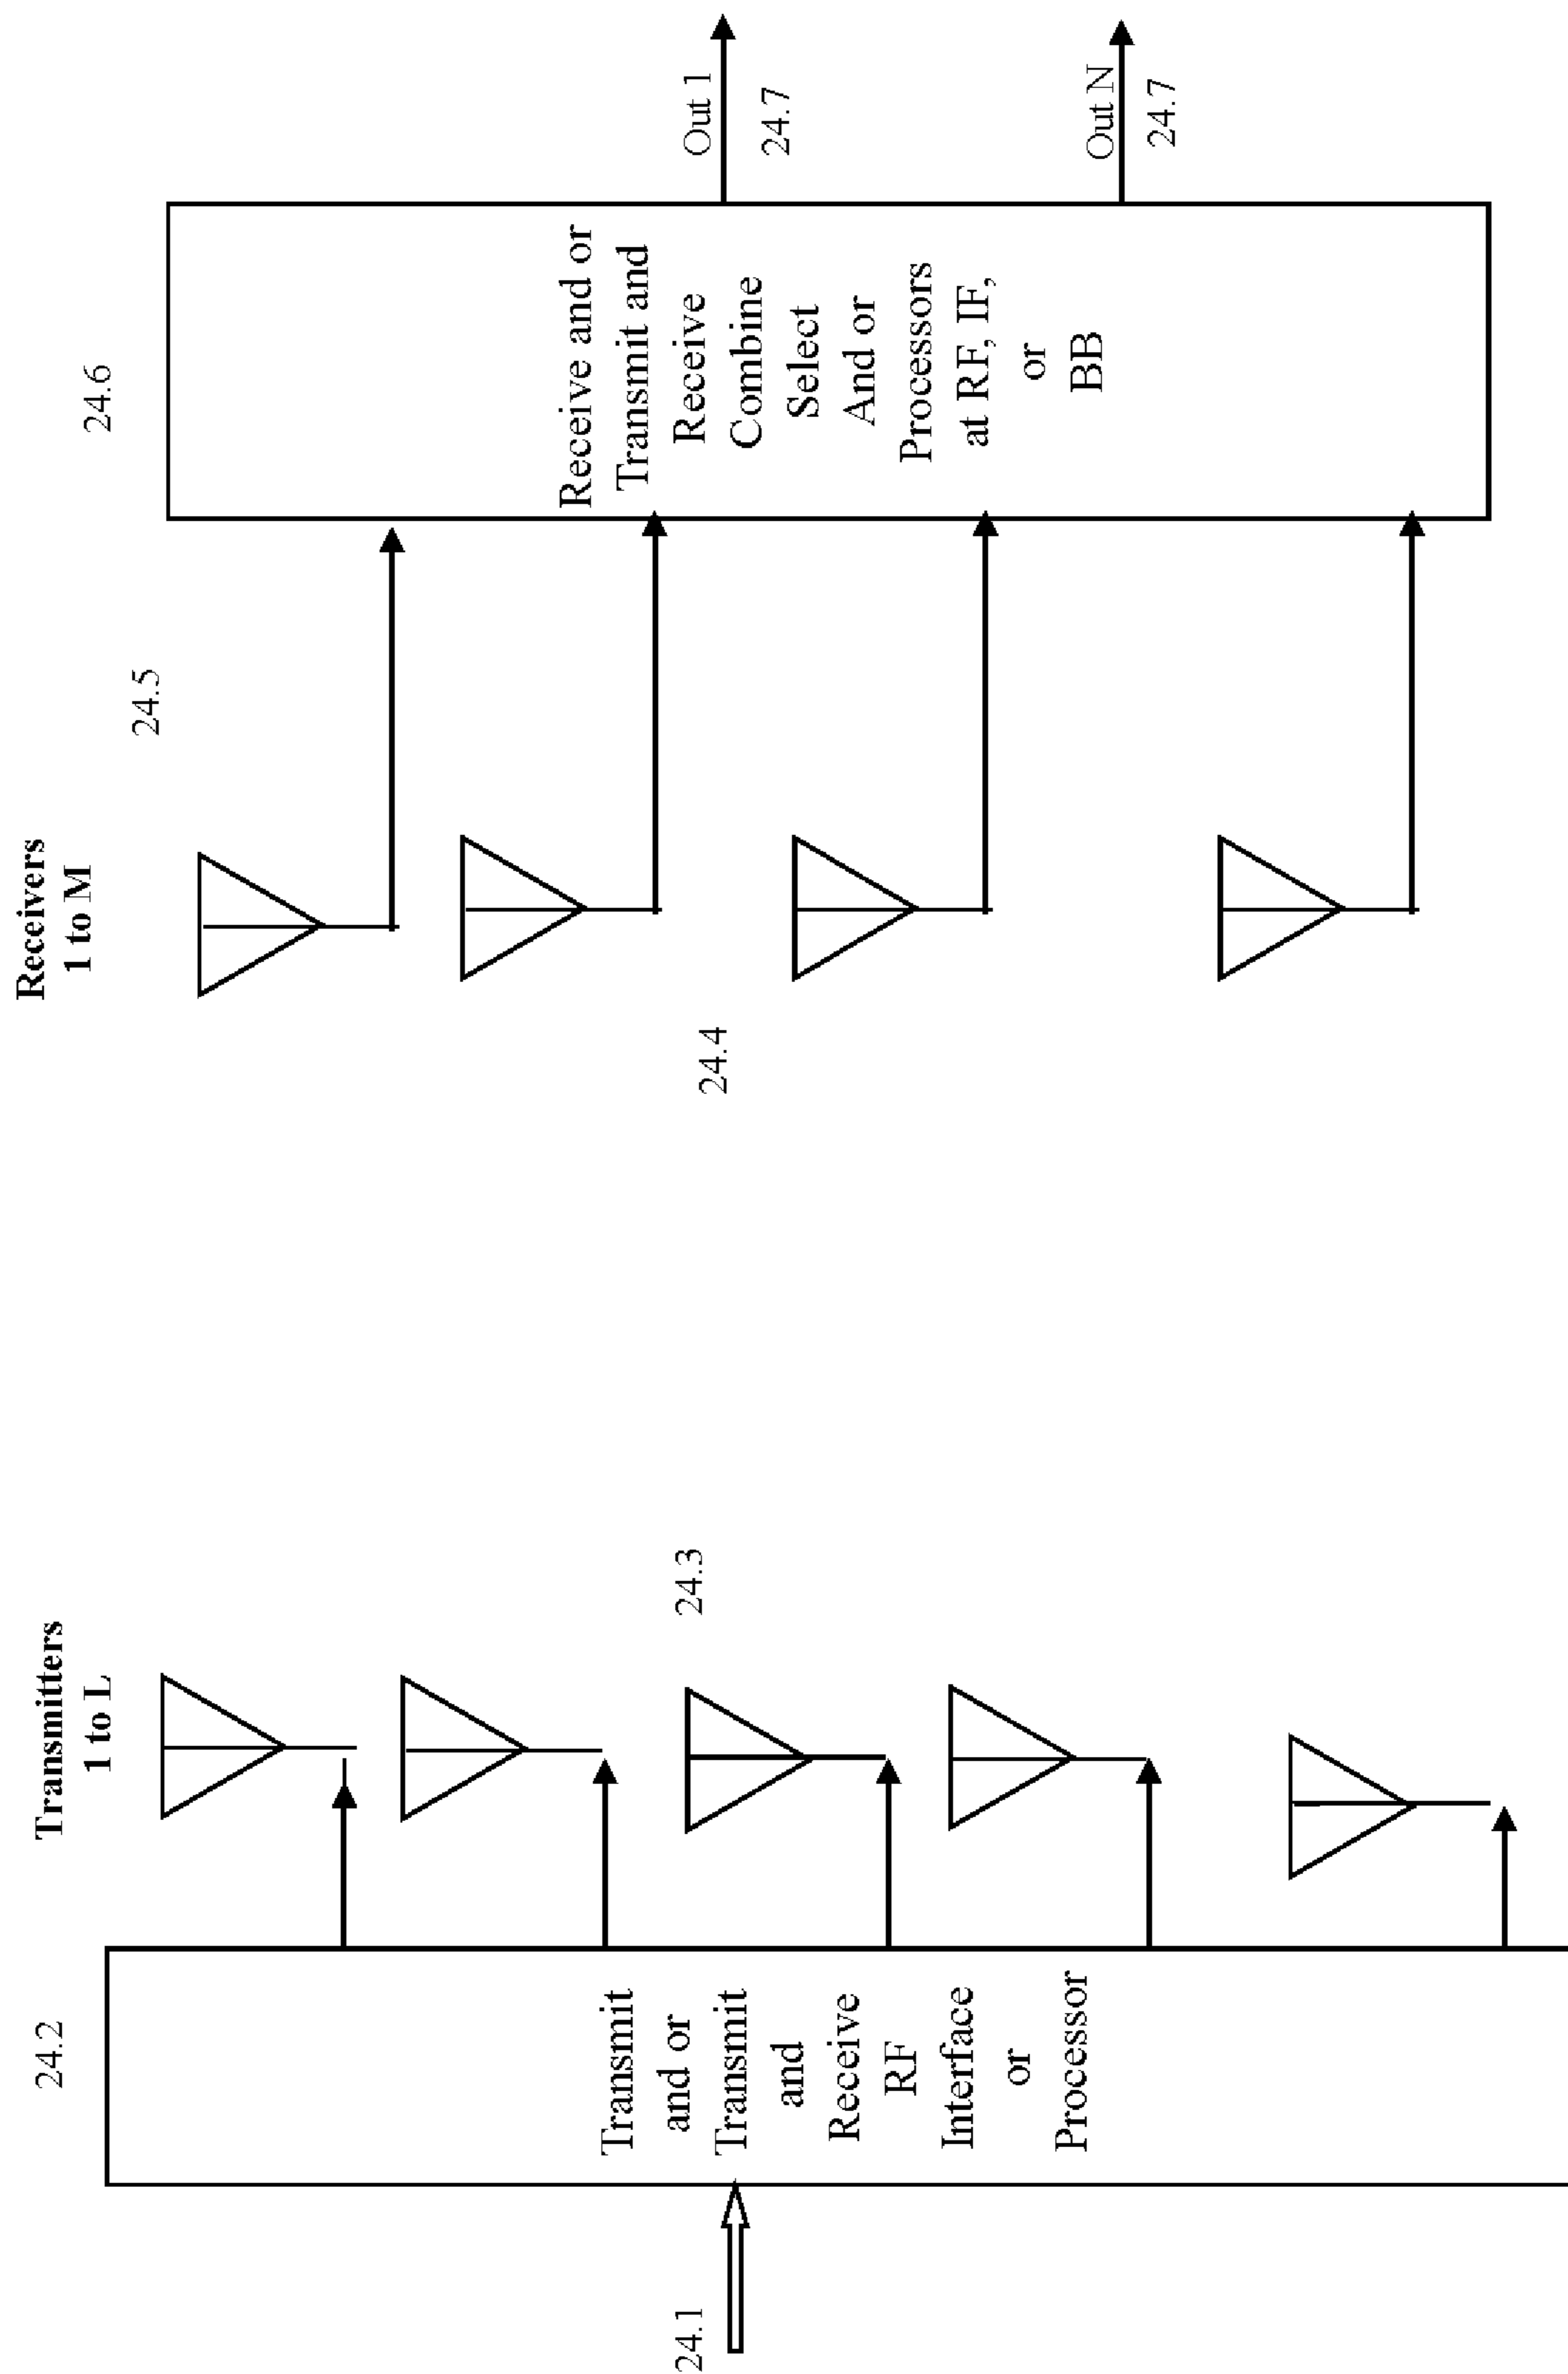 24.1
24.2
Transmit
and or
Transmit
and
Receive
RF
Interface
or
Processor
Transmitters
1 to L
24.3
Receivers
1 to M
24.4
24.5
24.6
Receive and or
Transmit and
Receive
Combine
Select
And or
Processors
at RF, IF,
or
BB
Out 1
24.7
Out N
24.7